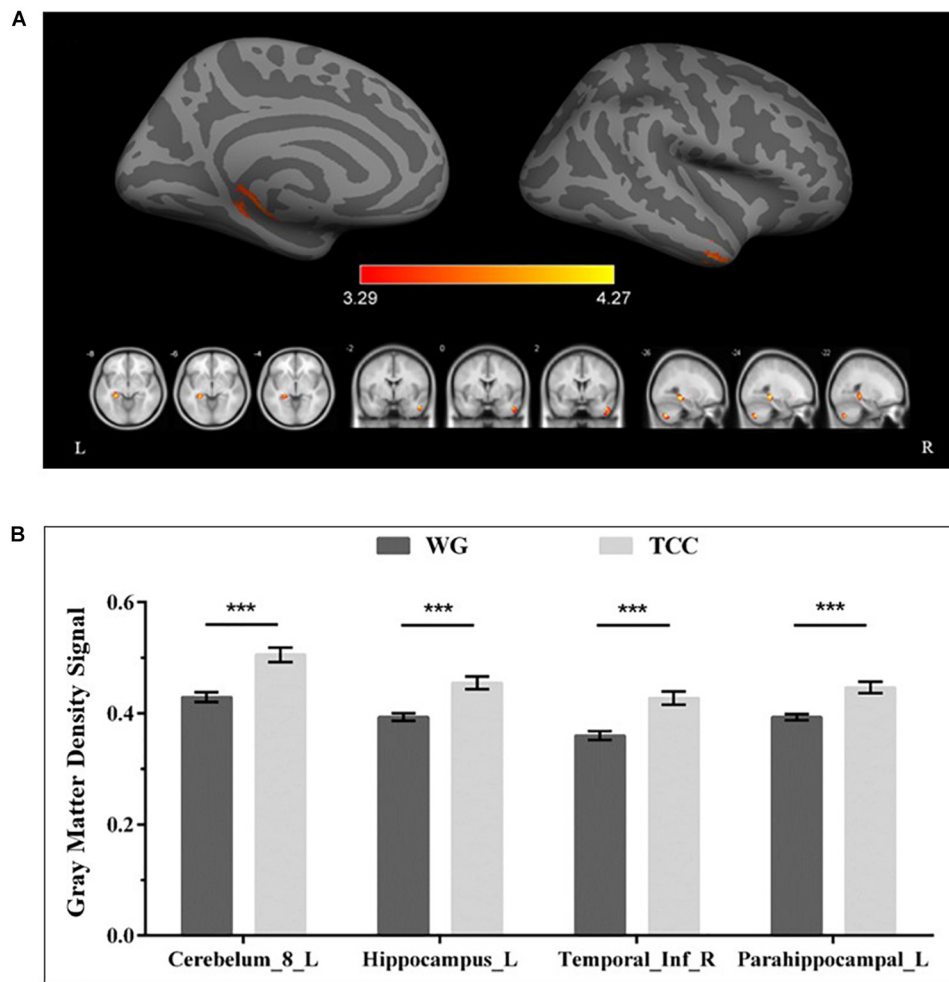 A
3.29 4.27
-8 -6 -4 -2 0 2 -26 -24 -22
L R
B
WG TCC
Gray Matter Density Signal
0.6
*** *** *** ***
0.4
0.2
0.0
Cerebelum_8_L Hippocampus_L Temporal_Inf_R Parahippocampal_L